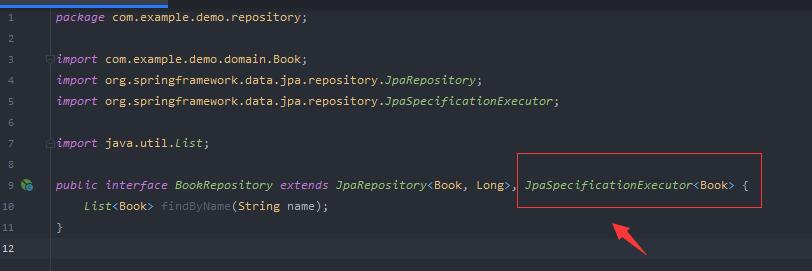 1 package com.example.demo.repository;
2
3 import com.example.demo.domain.Book;
4 import org.springframework.data.jpa.repository.JpaRepository;
5 import org.springframework.data.jpa.repository.JpaSpecificationExecutor;
6
7 import java.util.List;
8
9 public interface BookRepository extends JpaRepository<Book, Long>, JpaSpecificationExecutor<Book> {
10 List<Book> findByName(String name);
11 }
12